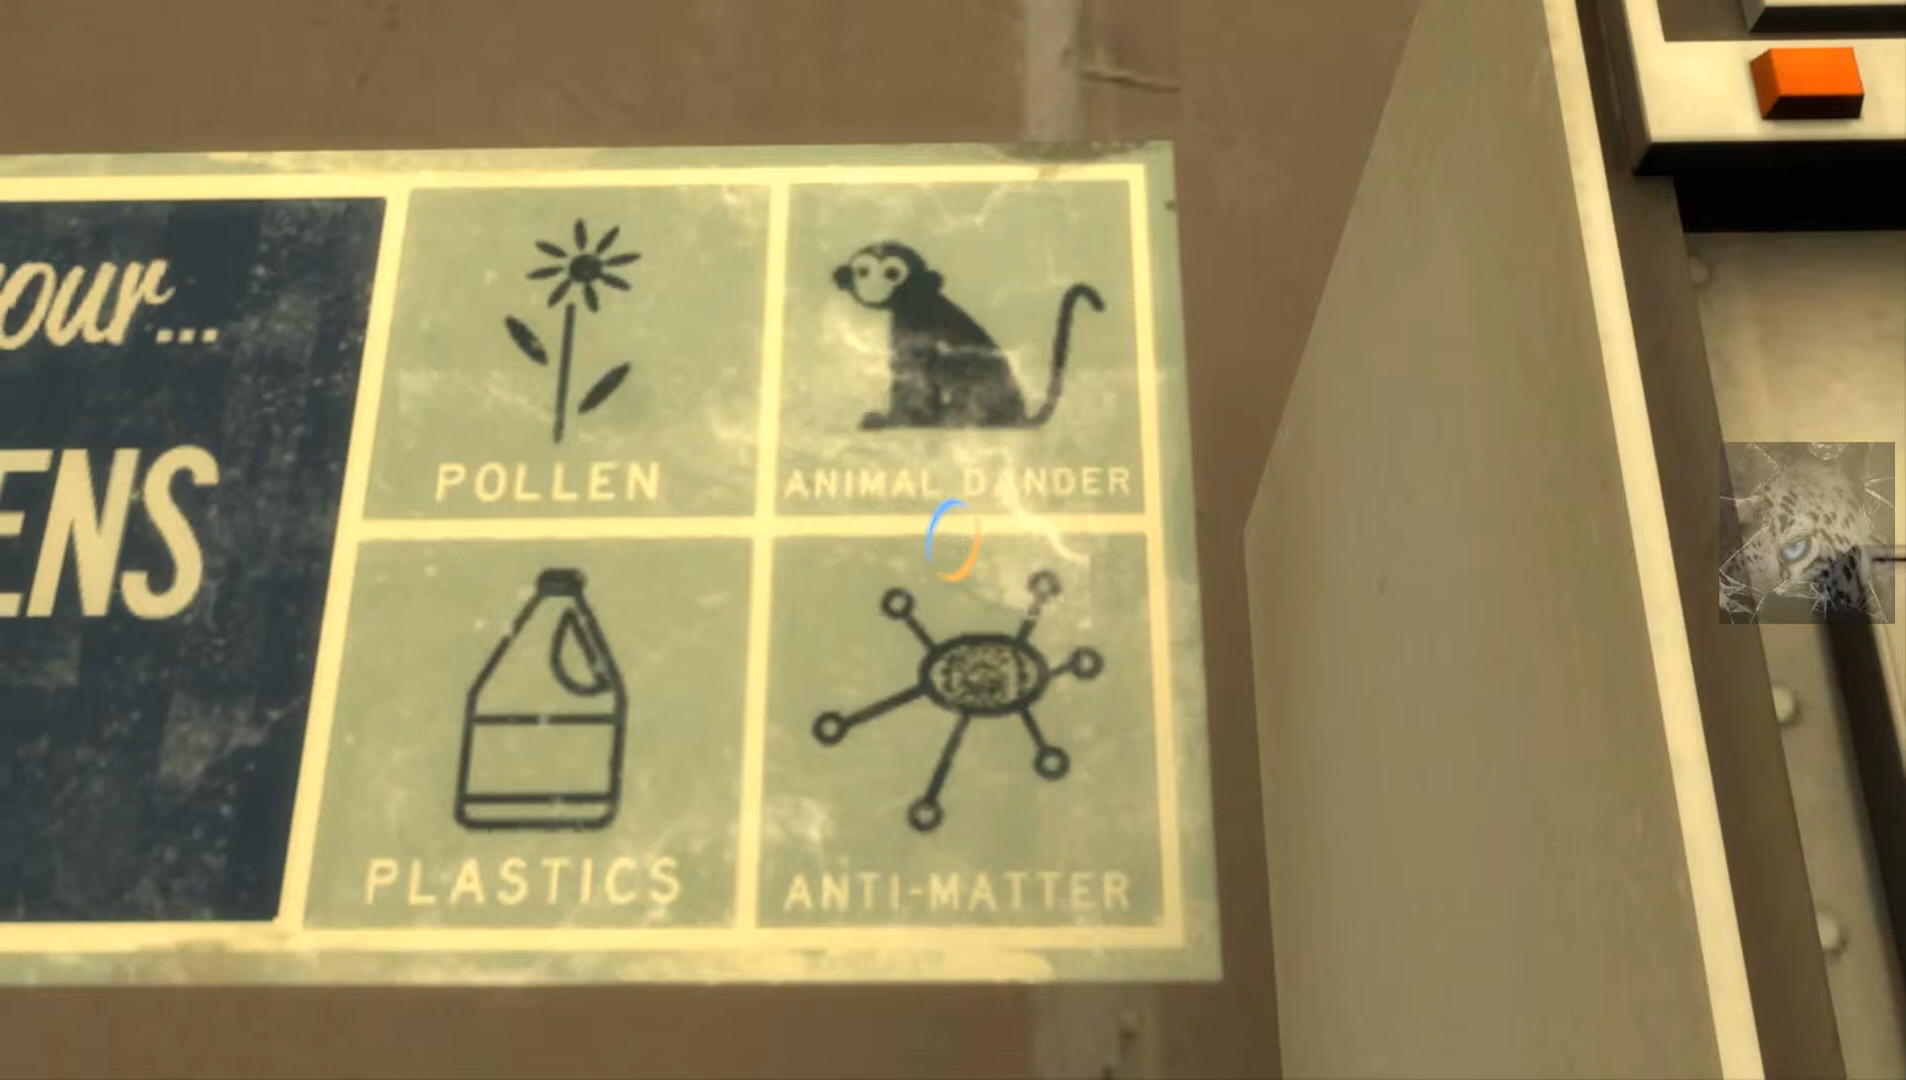 our...
ENS
POLLEN
ANIMAL DANDER
PLASTICS
ANTI-MATTER